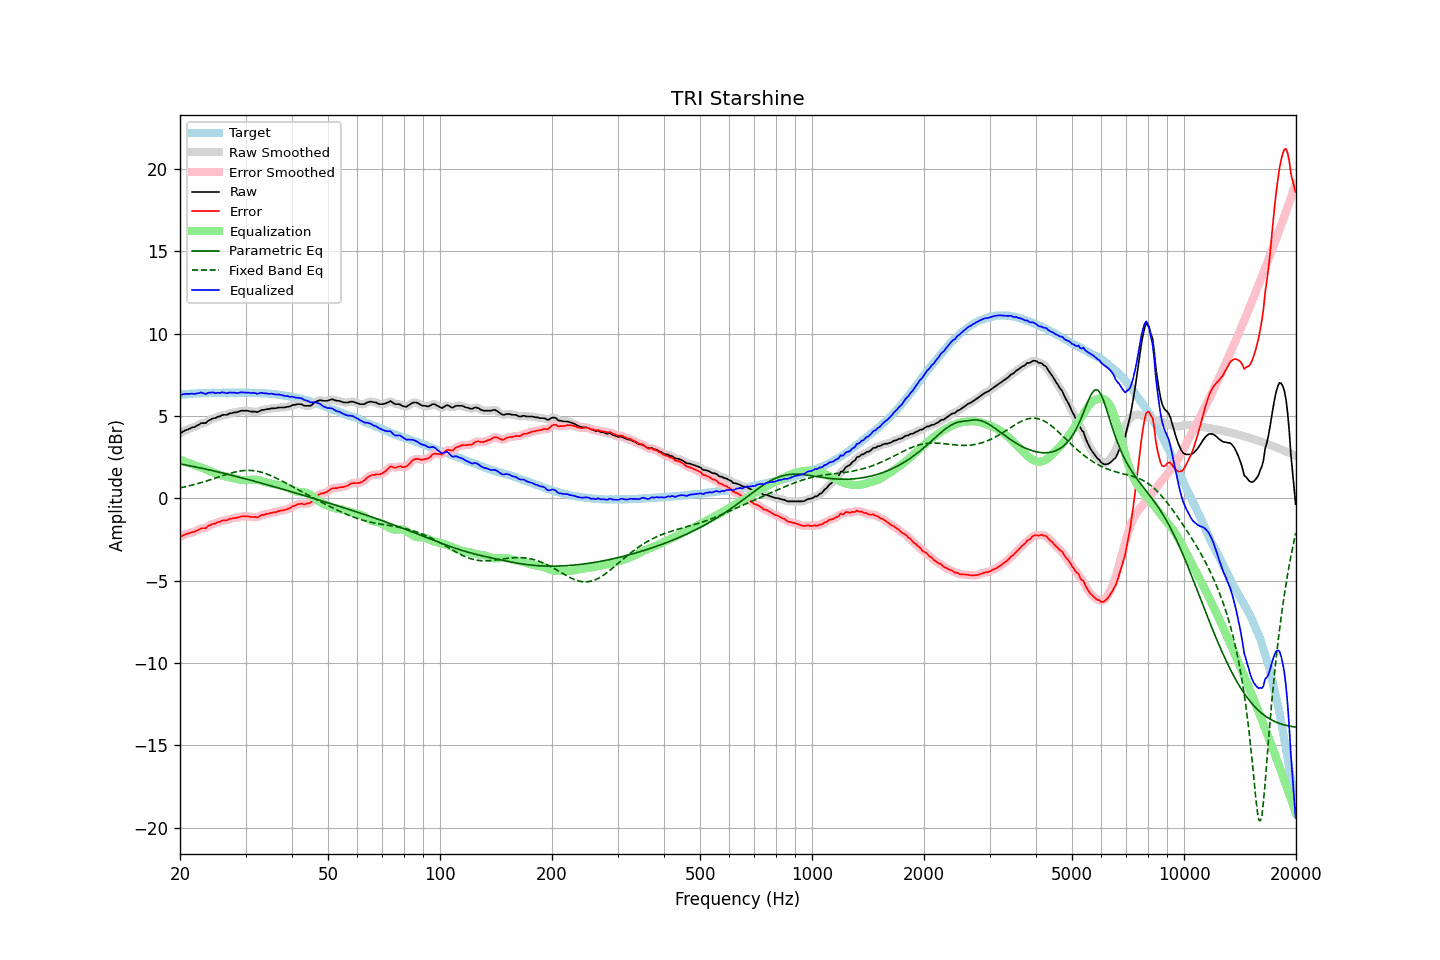 TRI Starshine
Target
Raw Smoothed
Error Smoothed
Raw
Error
Equalization
Parametric Eq
Fixed Band Eq
Equalized
Amplitude (dBr)
20
15
10
5
0
−5
−10
−15
−20
20 50 100 200 500 1000 2000 5000 10000 20000
Frequency (Hz)